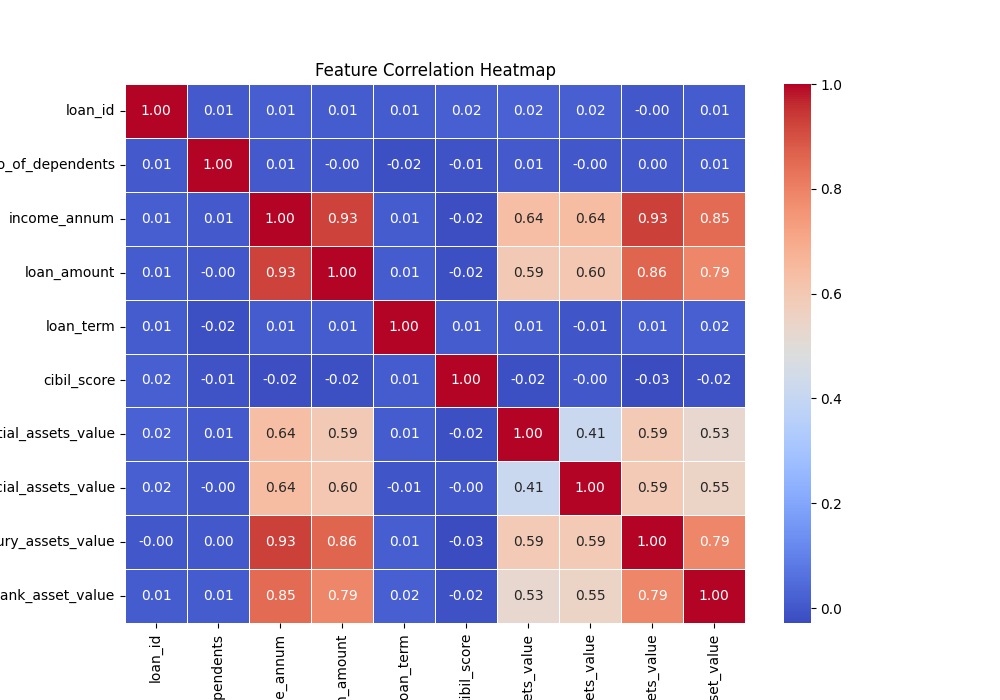 Feature Correlation Heatmap
loan_id 1.00 0.01 0.01 0.01 0.01 0.02 0.02 0.02 -0.00 0.01
o_of_dependents 0.01 1.00 0.01 -0.00 -0.02 -0.01 0.01 -0.00 0.00 0.01
income_annum 0.01 0.01 1.00 0.93 0.01 -0.02 0.64 0.64 0.93 0.85
loan_amount 0.01 -0.00 0.93 1.00 0.01 -0.02 0.59 0.60 0.86 0.79
loan_term 0.01 -0.02 0.01 0.01 1.00 0.01 0.01 -0.01 0.01 0.02
cibil_score 0.02 -0.01 -0.02 -0.02 0.01 1.00 -0.02 -0.00 -0.03 -0.02
tial_assets_value 0.02 0.01 0.64 0.59 0.01 -0.02 1.00 0.41 0.59 0.53
cial_assets_value 0.02 -0.00 0.64 0.60 -0.01 -0.00 0.41 1.00 0.59 0.55
ury_assets_value -0.00 0.00 0.93 0.86 0.01 -0.03 0.59 0.59 1.00 0.79
ank_asset_value 0.01 0.01 0.85 0.79 0.02 -0.02 0.53 0.55 0.79 1.00
loan_id
pendents
e_annum
n_amount
oan_term
ibil_score
ets_value
ets_value
ets_value
set_value
1.0
0.8
0.6
0.4
0.2
0.0